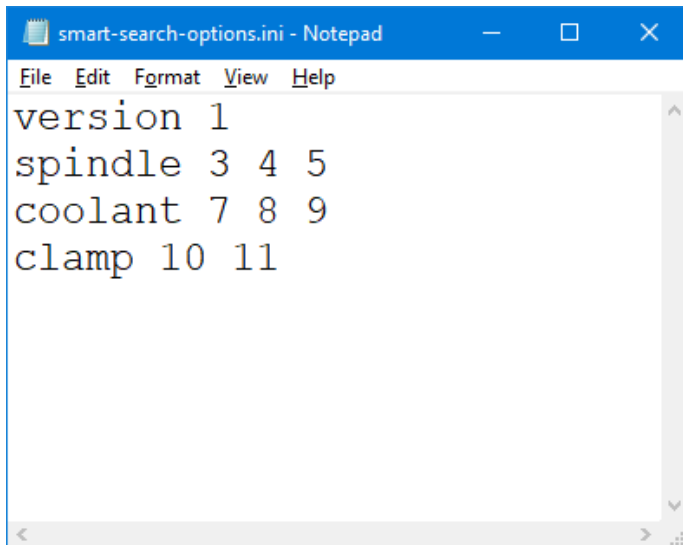 smart-search-options.ini - Notepad
File Edit Format View Help
version 1
spindle 3 4 5
coolant 7 8 9
clamp 10 11